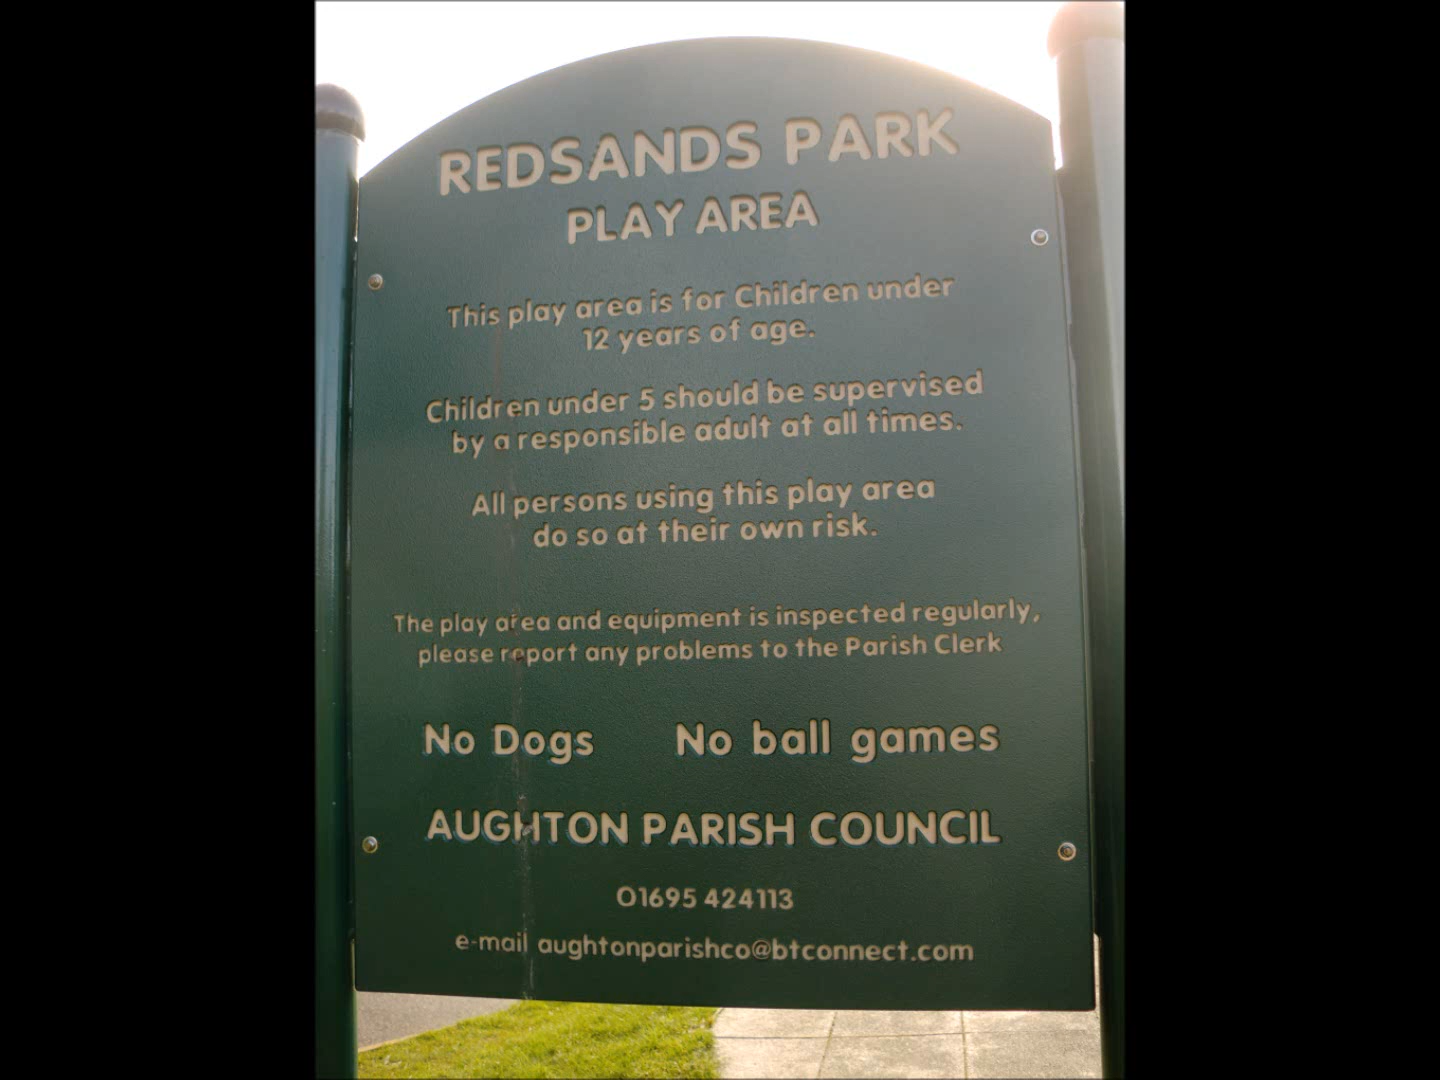 REDSANDS PARK
PLAY AREA
This play area is for Children under
12 years of age.
Children under 5 should be supervised
by a responsible adult at all times.
All persons using this play area
do so at their own risk.
The play area and equipment is inspected regularly,
please report any problems to the Parish Clerk
No Dogs No ball games
AUGHTON PARISH COUNCIL
01695 424113
e-mail aughtonparishco@btconnect.com